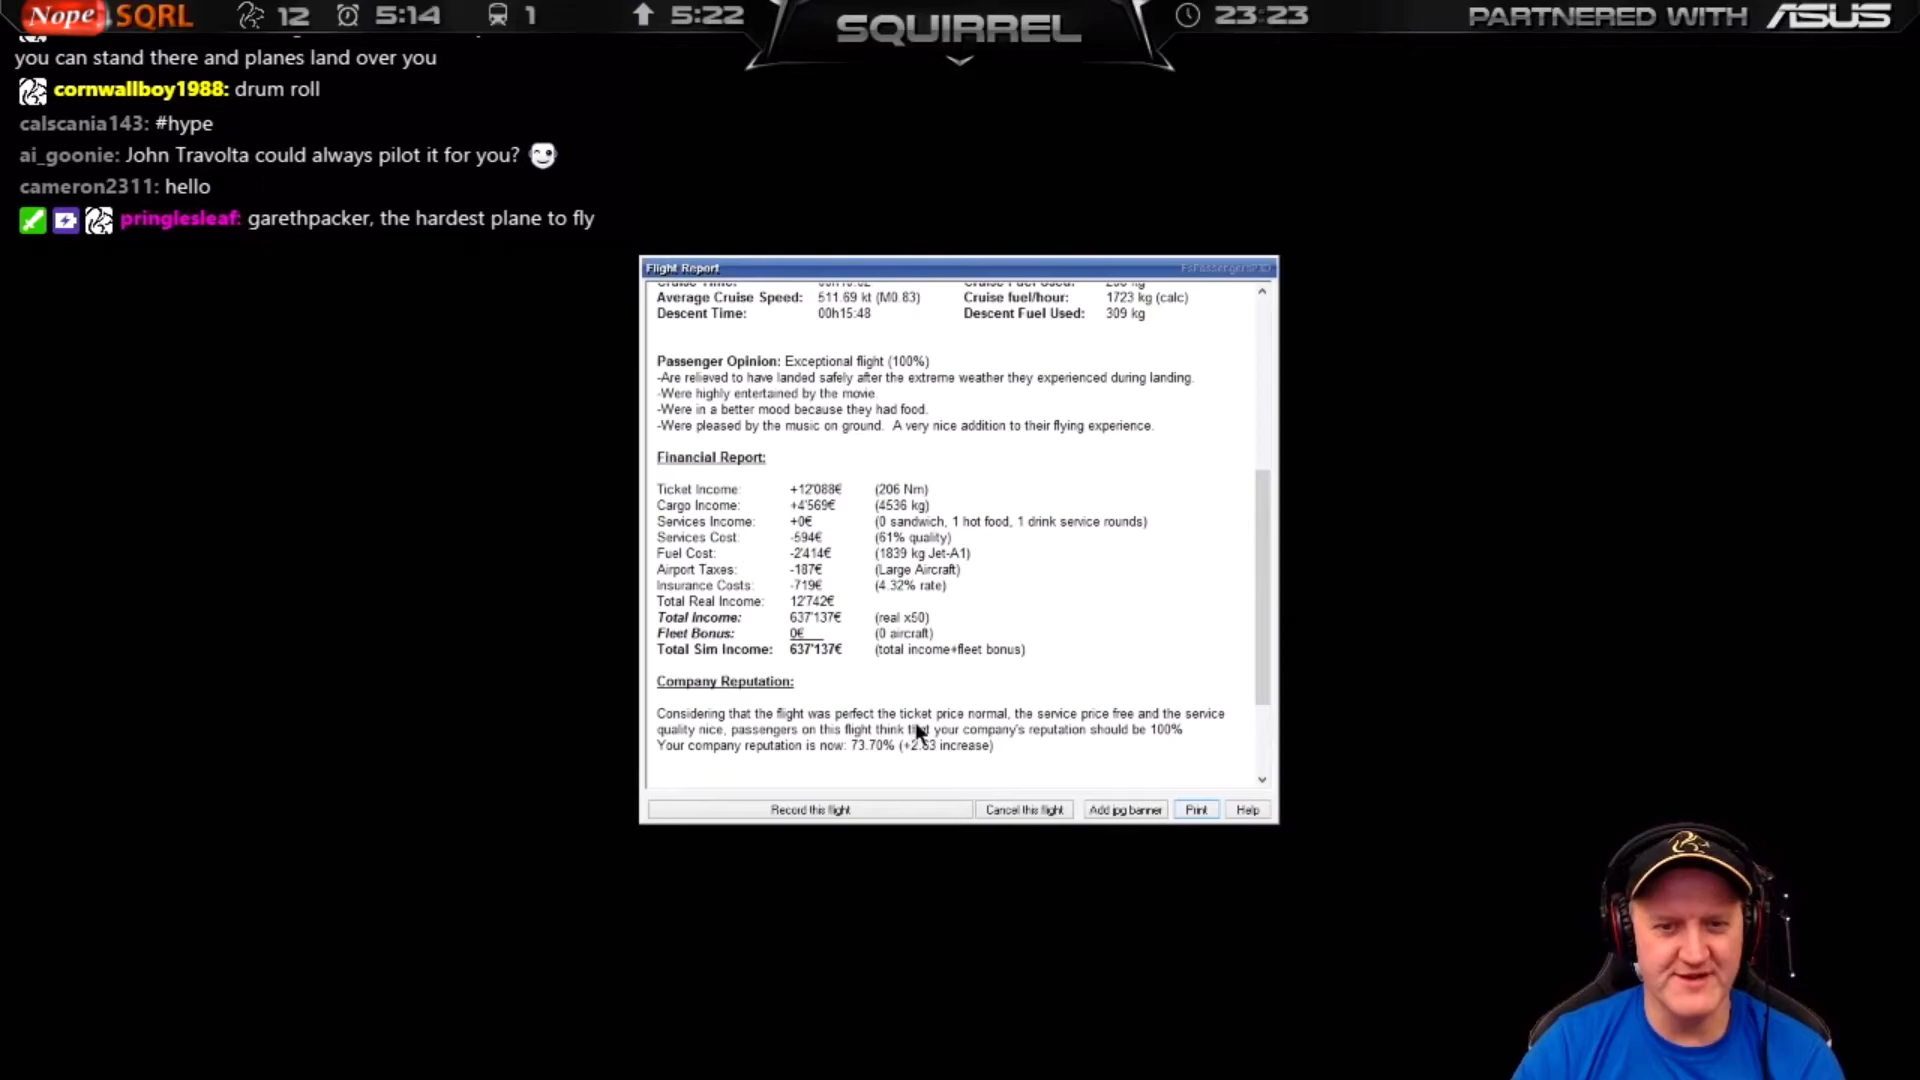 Nope SQRL 12 5:14 1 5:22 SQUIRREL 23:23 PARTNERED WITH ASUS
you can stand there and planes land over you
cornwallboy1988: drum roll
calscania143: #hype
ai_goonie: John Travolta could always pilot it for you?
cameron2311: hello
pringlesleaf: garethpacker, the hardest plane to fly
Flight Report FsPassengersP3D
Cruise Time: Cruise Fuel Used:
Average Cruise Speed: 511.69 kt (M0.83) Cruise fuel/hour: 1723 kg (calc)
Descent Time: 00h15:48 Descent Fuel Used: 309 kg
Passenger Opinion: Exceptional flight (100%)
-Are relieved to have landed safely after the extreme weather they experienced during landing.
-Were highly entertained by the movie.
-Were in a better mood because they had food.
-Were pleased by the music on ground. A very nice addition to their flying experience.
Financial Report:
Ticket Income: +12'088€ (206 Nm)
Cargo Income: +4'569€ (4536 kg)
Services Income: +0€ (0 sandwich, 1 hot food, 1 drink service rounds)
Services Cost: -594€ (61% quality)
Fuel Cost: -2'414€ (1839 kg Jet-A1)
Airport Taxes: -187€ (Large Aircraft)
Insurance Costs: -719€ (4.32% rate)
Total Real Income: 12'742€
Total Income: 637'137€ (real x50)
Fleet Bonus: 0€ (0 aircraft)
Total Sim Income: 637'137€ (total income+fleet bonus)
Company Reputation:
Considering that the flight was perfect the ticket price normal, the service price free and the service
quality nice, passengers on this flight think that your company's reputation should be 100%
Your company reputation is now: 73.70% (+2.63 increase)
Record this flight Cancel this flight Add jpg banner Print Help